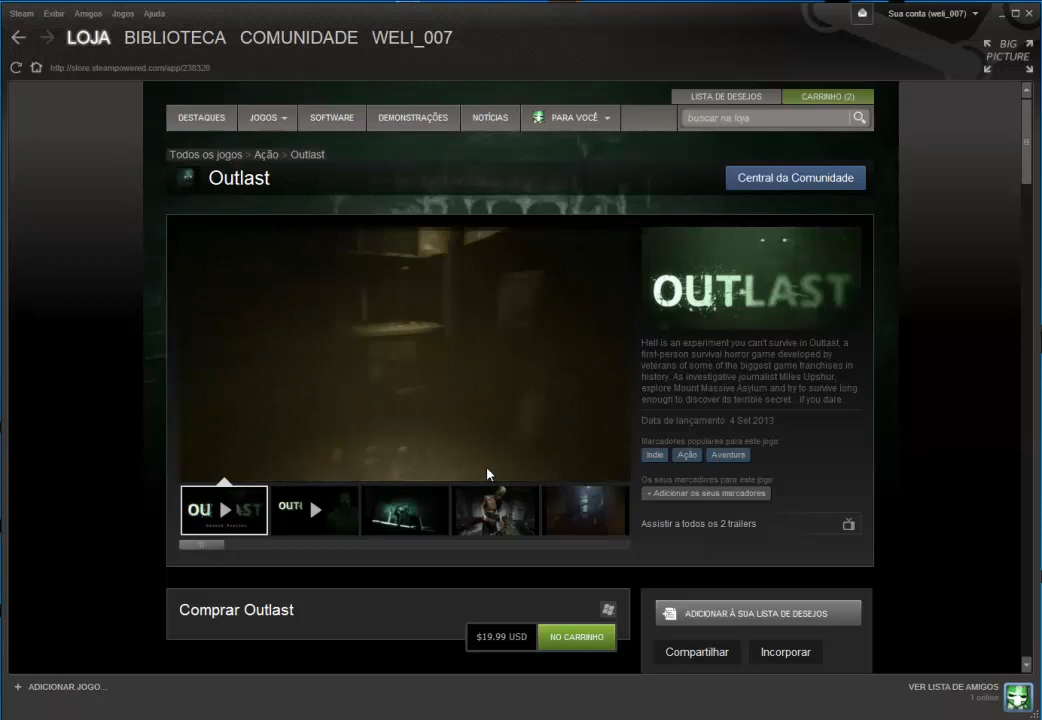 Steam Exibir Amigos Jogos Ajuda
Sua conta (weli_007)
LOJA BIBLIOTECA COMUNIDADE WELI_007
BIG
PICTURE
http://store.steampowered.com/app/238320
LISTA DE DESEJOS CARRINHO (2)
DESTAQUES JOGOS SOFTWARE DEMONSTRAÇÕES NOTÍCIAS PARA VOCÊ buscar na loja
Todos os jogos > Ação > Outlast
Outlast
Central da Comunidade
OUTLAST
Hell is an experiment you can't survive in Outlast, a
first-person survival horror game developed by
veterans of some of the biggest game franchises in
history. As investigative journalist Miles Upshur,
explore Mount Massive Asylum and try to survive long
enough to discover its terrible secret... if you dare.
Data de lançamento: 4 Set 2013
Marcadores populares para este jogo:
Indie Ação Aventura
Os seus marcadores para este jogo:
+ Adicionar os seus marcadores
Assistir a todos os 2 trailers
Comprar Outlast
$19.99 USD NO CARRINHO
ADICIONAR À SUA LISTA DE DESEJOS
Compartilhar Incorporar
+ ADICIONAR JOGO...
VER LISTA DE AMIGOS
1 online